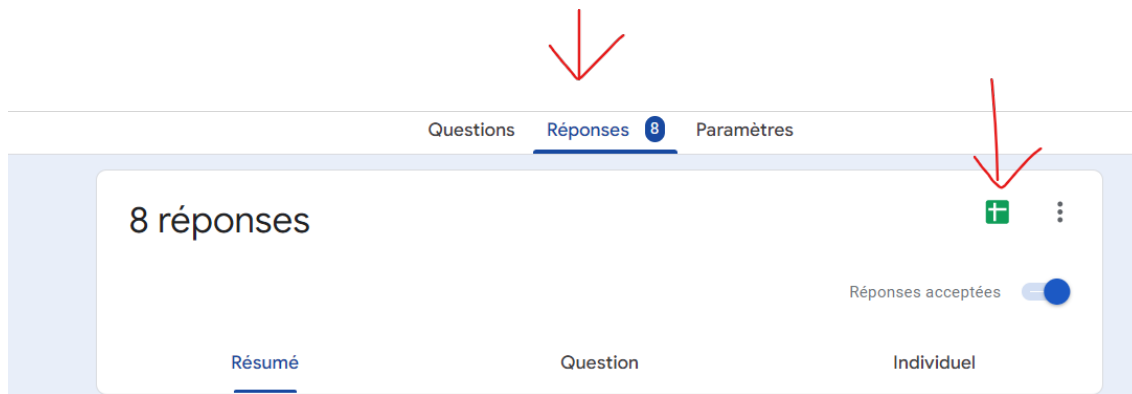 Questions Réponses 8 Paramètres
8 réponses
Réponses acceptées
Résumé Question Individuel